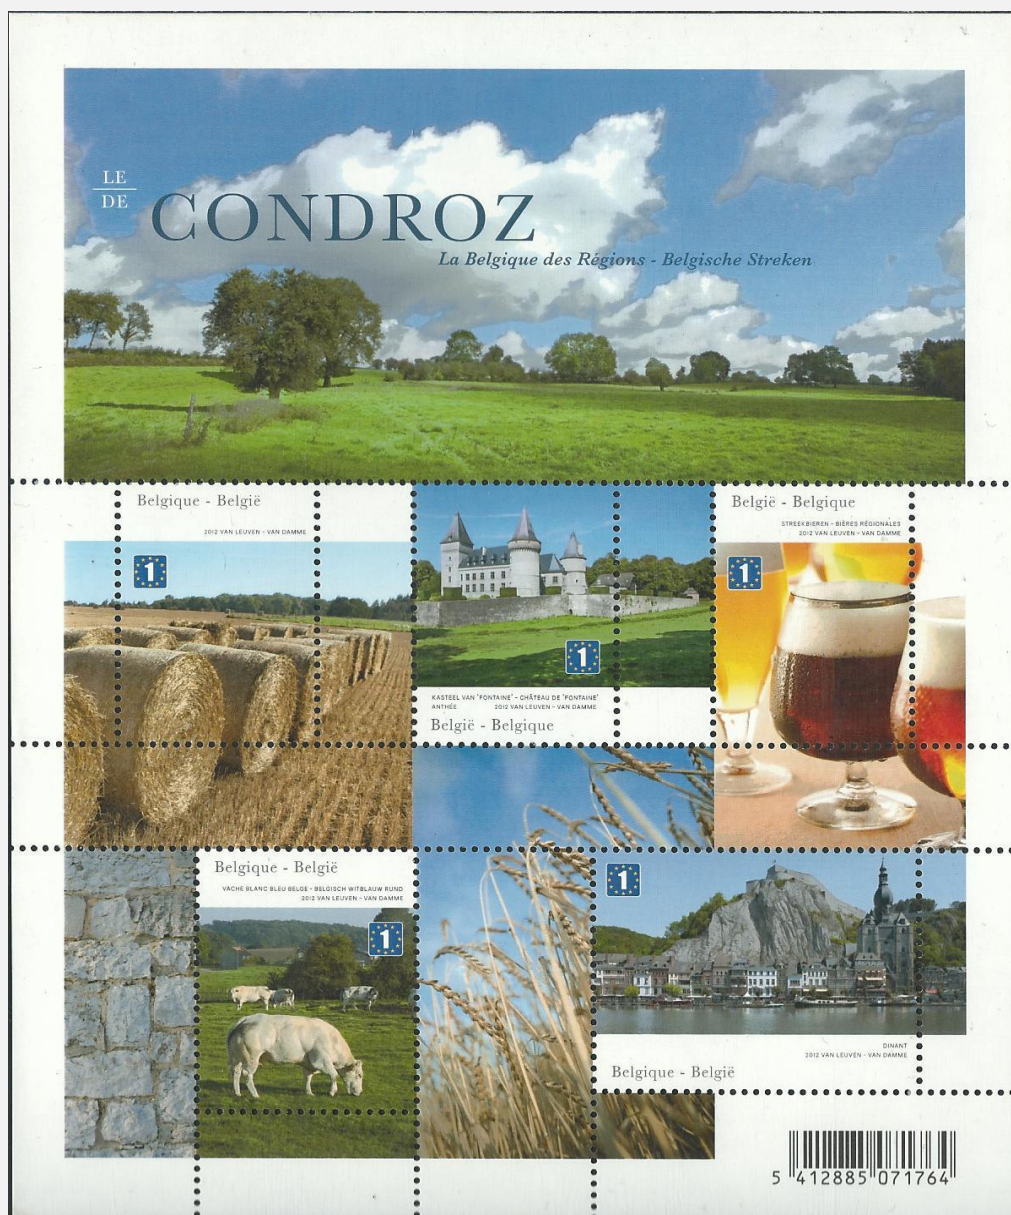 LE
DE
CONDROZ
La Belgique des Régions - Belgische Streken
Belgique - België
2012 VAN LEUVEN - VAN DAMME
1
1
KASTEEL VAN 'FONTAINE' - CHÂTEAU DE 'FONTAINE'
ANTHÉE 2012 VAN LEUVEN - VAN DAMME
België - Belgique
België - Belgique
STREEKBIEREN - BIÈRES RÉGIONALES
2012 VAN LEUVEN - VAN DAMME
1
Belgique - België
VACHE BLANC BLEU BELGE - BELGISCH WITBLAUW RUND
2012 VAN LEUVEN - VAN DAMME
1
1
DINANT
2012 VAN LEUVEN - VAN DAMME
Belgique - België
5 412885 071764